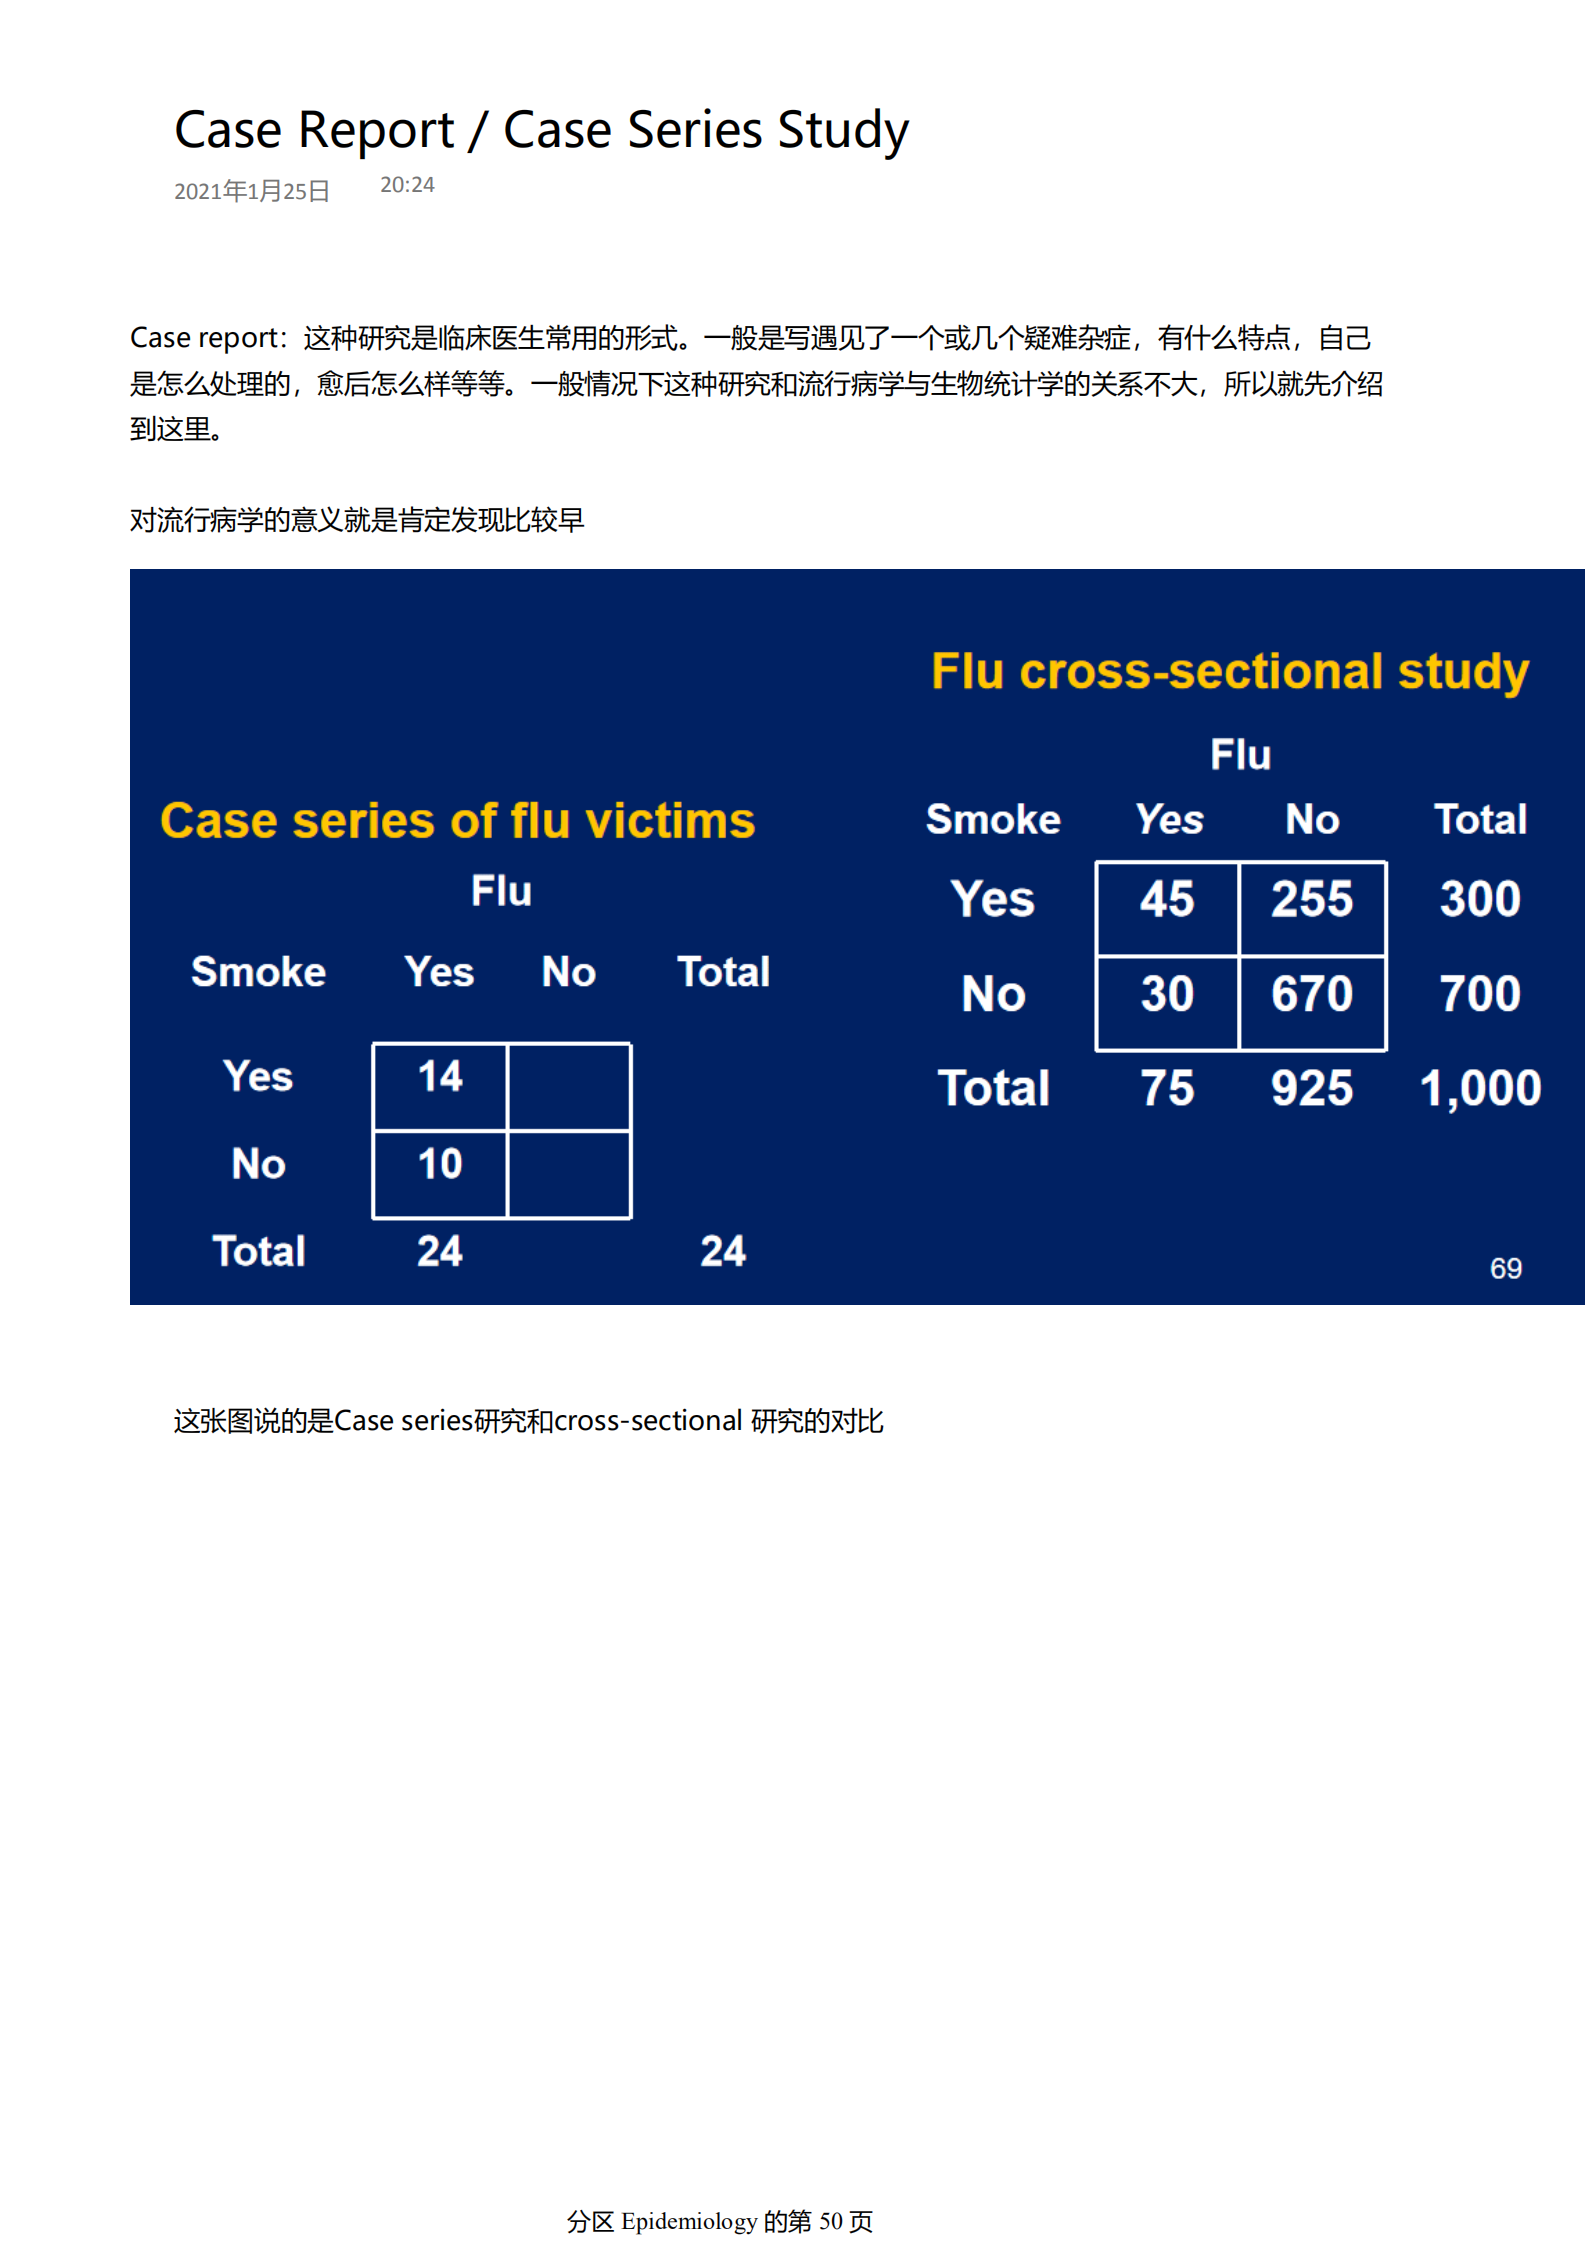 Case Report / Case Series Study
2021年1月25日 20:24
Case report：这种研究是临床医生常用的形式。一般是写遇见了一个或几个疑难杂症，有什么特点，自己
是怎么处理的，愈后怎么样等等。一般情况下这种研究和流行病学与生物统计学的关系不大，所以就先介绍
到这里。
对流行病学的意义就是肯定发现比较早
Case series of flu victims
Flu
Smoke Yes No Total
Yes 14
No 10
Total 24 24
Flu cross-sectional study
Flu
Smoke Yes No Total
Yes 45 255 300
No 30 670 700
Total 75 925 1,000
69
这张图说的是Case series研究和cross-sectional 研究的对比
分区 Epidemiology 的第 50 页